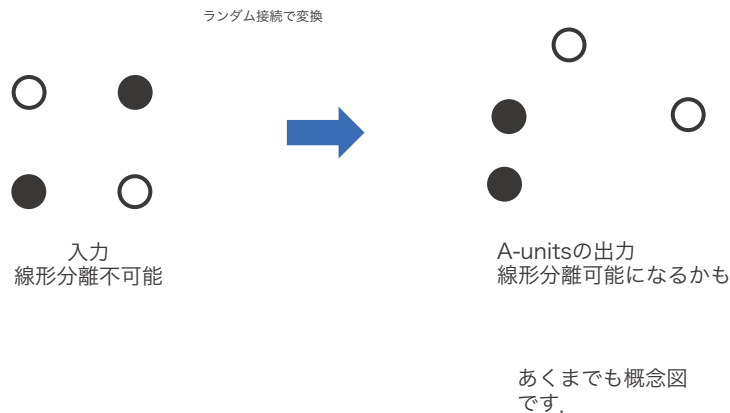 ランダム接続で変換
入力
線形分離不可能
A-unitsの出力
線形分離可能になるかも
あくまでも概念図
です.